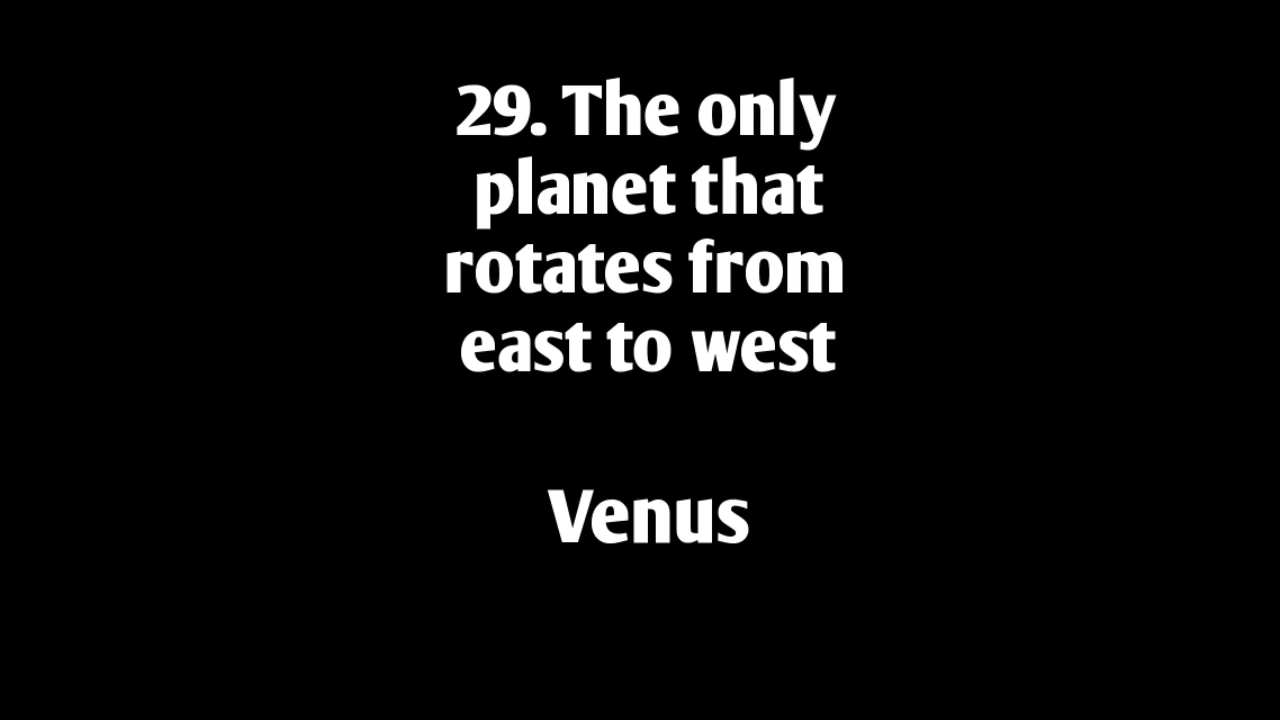 29. The only
planet that
rotates from
east to west
Venus